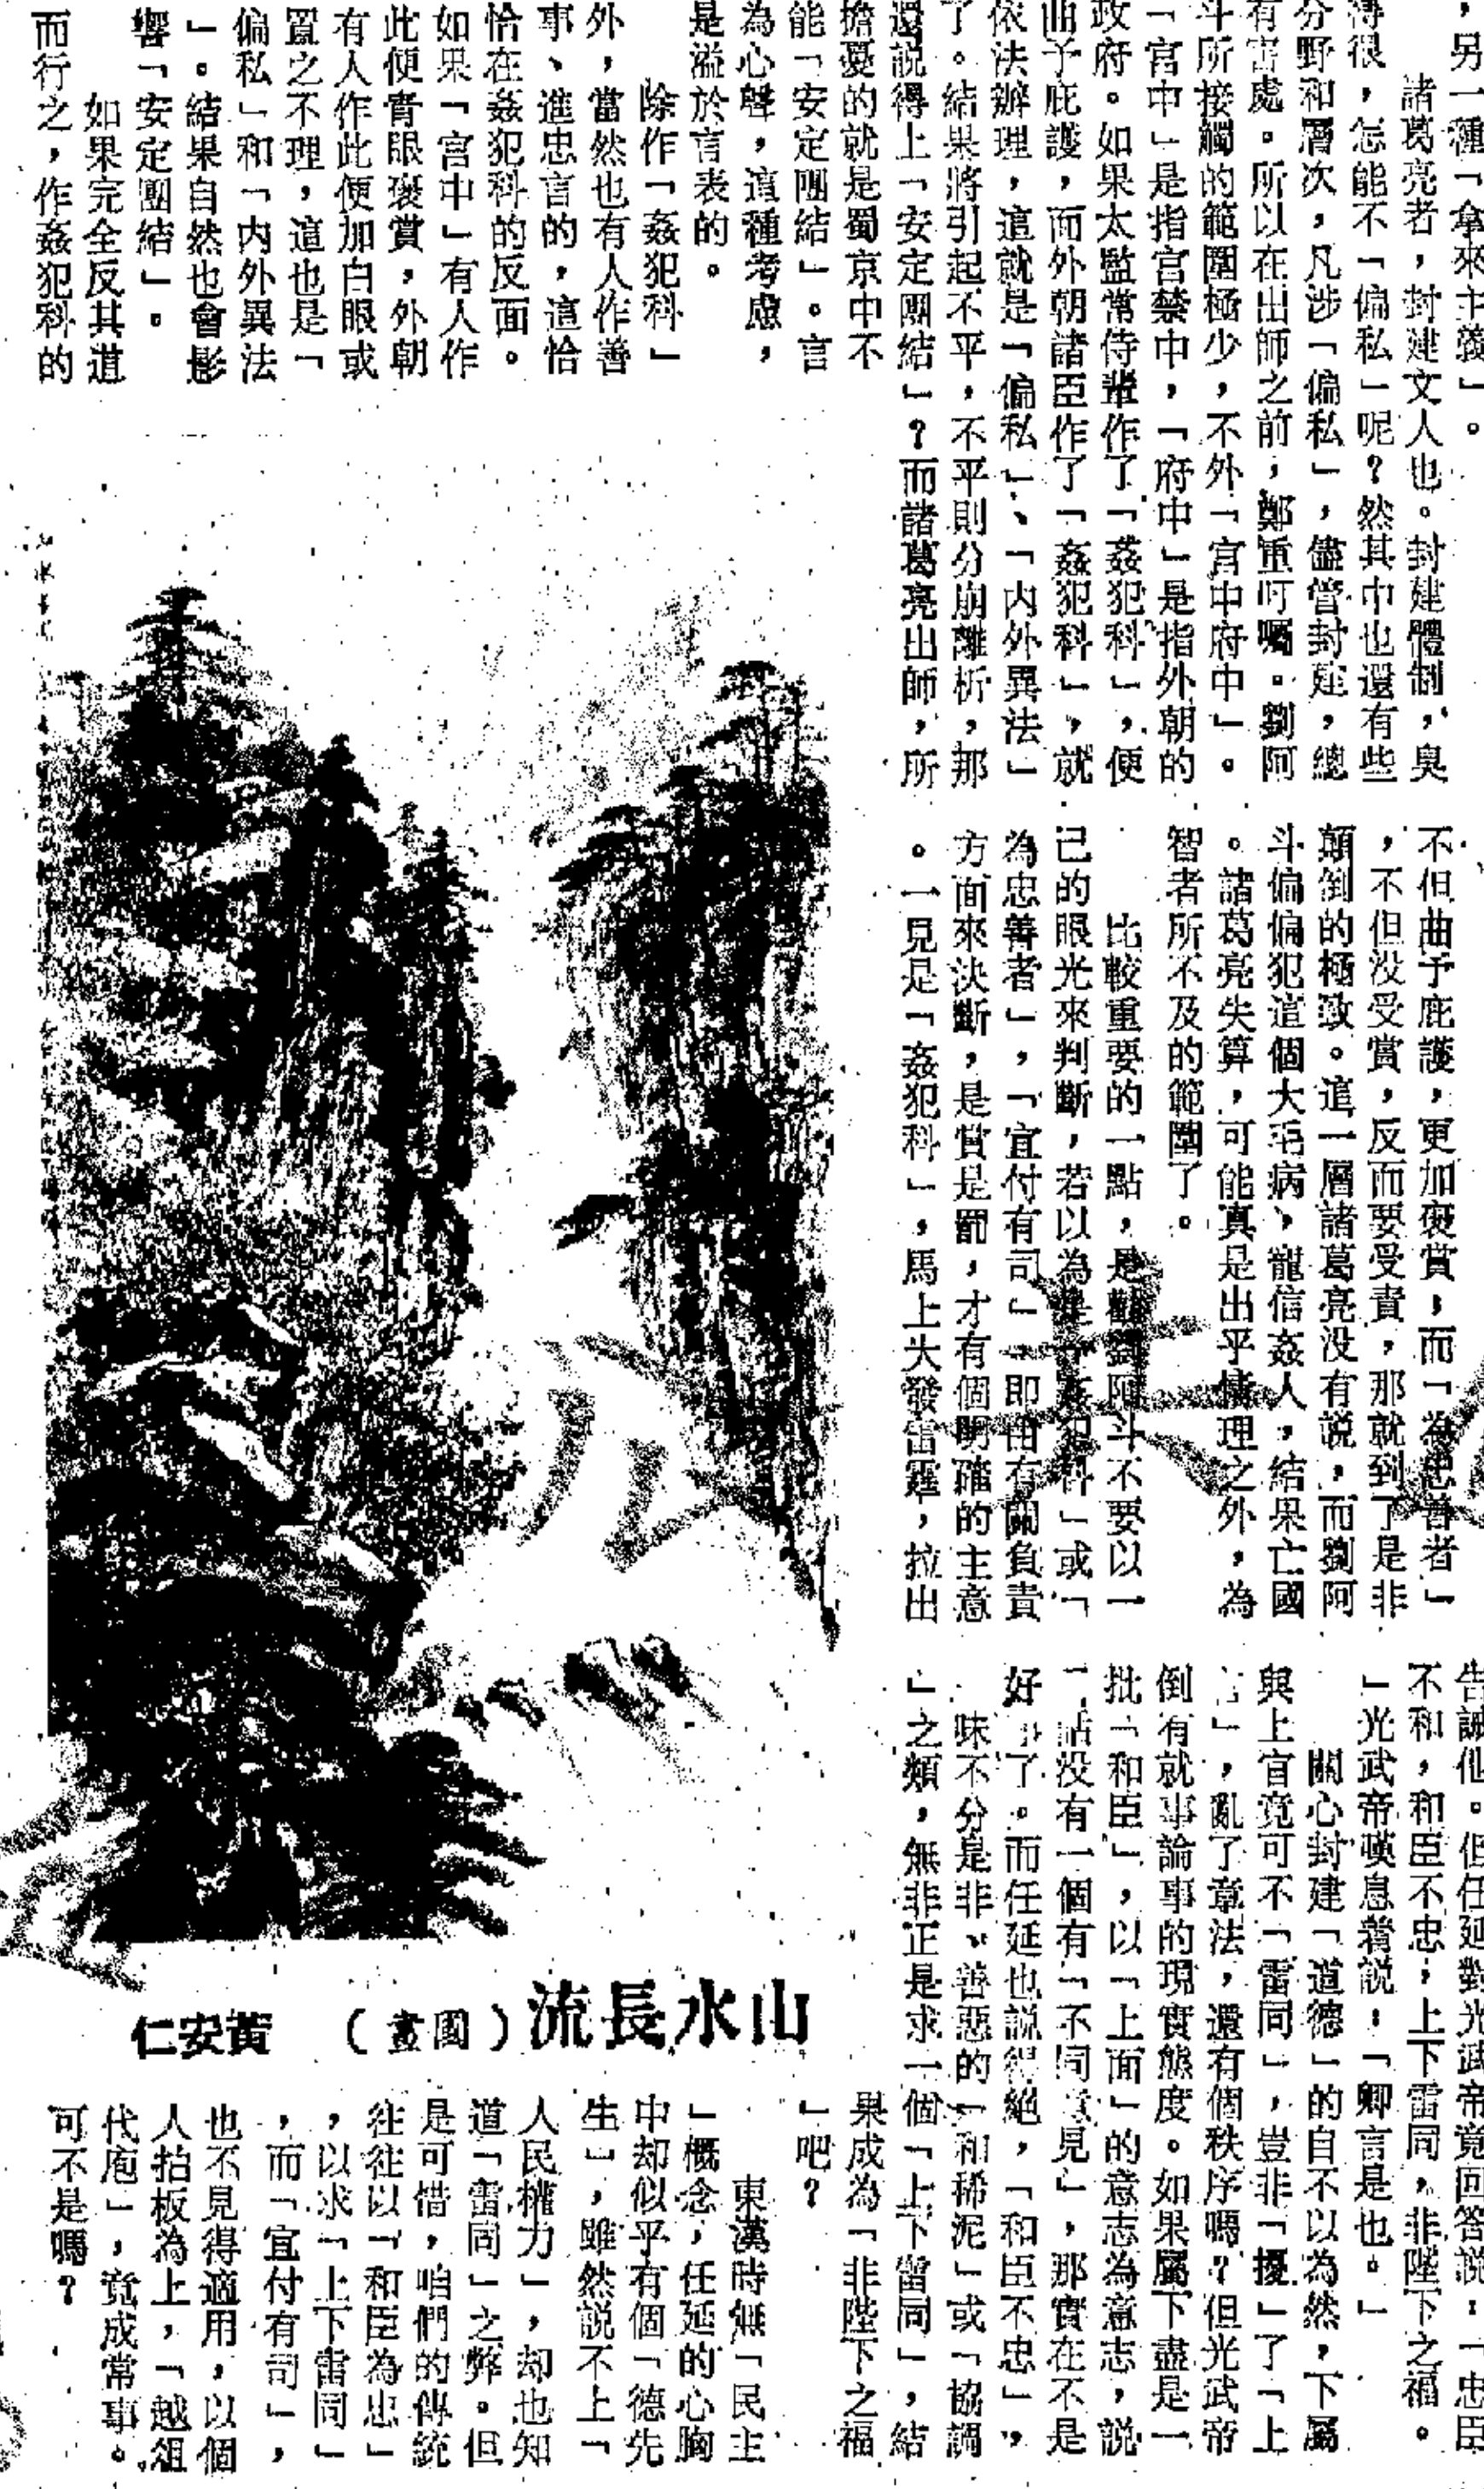 ，另一種「拿來主義」。
諸葛亮者，封建文人也。封建體制，臭
得很，怎能不「偏私」呢？然其中也還有些
分野和層次，凡涉「偏私」，儘管封建，總
有害處。所以在出師之前，鄭重叮囑。劉阿
斗所接觸的範圍極少，不外「宮中府中」。
「宮中」是指宮禁中，「府中」是指外朝的
政府。如果太監常侍輩作了「姦犯科」，便
曲予庇護，而外朝諸臣作了「姦犯科」，就
依法辦理，這就是「偏私」、「內外異法」
了。結果將引起不平，不平則分崩離析，那
還說得上「安定團結」？而諸葛亮出師，所
擔憂的就是蜀京中不
能「安定團結」。言
為心聲，這種考慮，
是溢於言表的。
除作「姦犯科」
外，當然也有人作善
事、進忠言的，這恰
恰在姦犯科的反面。
如果「宮中」有人作
此便青眼褒賞，外朝
有人作此便加白眼或
置之不理，這也是「
偏私」和「內外異法
」。結果自然也會影
響「安定團結」。
如果完全反其道
而行之，作姦犯科的
不但曲予庇護，更加褒賞，而「為忠善者」
，不但没受賞，反而要受責，那就到了是非
顛倒的極致。這一層諸葛亮没有説，而劉阿
斗偏偏犯這個大毛病，寵信姦人，結果亡國
。諸葛亮失算，可能真是出乎情理之外，為
智者所不及的範圍了。
比較重要的一點，是勸劉阿斗不要以一
己的眼光來判斷，若以為是「姦犯科」或「
為忠善者」，「宜付有司」，即由有關負責
方面來決斷，是賞是罰，才有個明確的主意
。一見是「姦犯科」，馬上大發雷霆，拉出
告誡他。但任延對光武帝竟回答說：「忠臣
不和，和臣不忠，上下雷同，非陛下之福。
」光武帝嘆息着説：「卿言是也。」
關心封建「道德」的自不以為然，下屬
與上官竟可不「雷同」，豈非「擾」了「上
」，亂了章法，還有個秩序嗎？但光武帝
倒有就事論事的現實態度。如果屬下盡是一
批「和臣」，以「上面」的意志為意志，説
話没有一個有「不同意見」，那實在不是
好了。而任延也説得絕，「和臣不忠」，
味不分是非、善惡的「和稀泥」或「協調
」之類，無非正是求一個「上下雷同」，結
果成為「非陛下之福
」吧？
東漢時無「民主
」概念，任延的心胸
中却似乎有個「德先
生」，雖然説不上「
人民權力」，却也知
道「雷同」之弊。但
是可惜，咱們的傳統
往往以「和臣為忠」
，以求「上下雷同」
，而「宜付有司」，
也不見得適用，以個
人拍板為上，「越俎
代庖」，竟成常事。
可不是嗎？
山水長流（國畫） 黃安仁